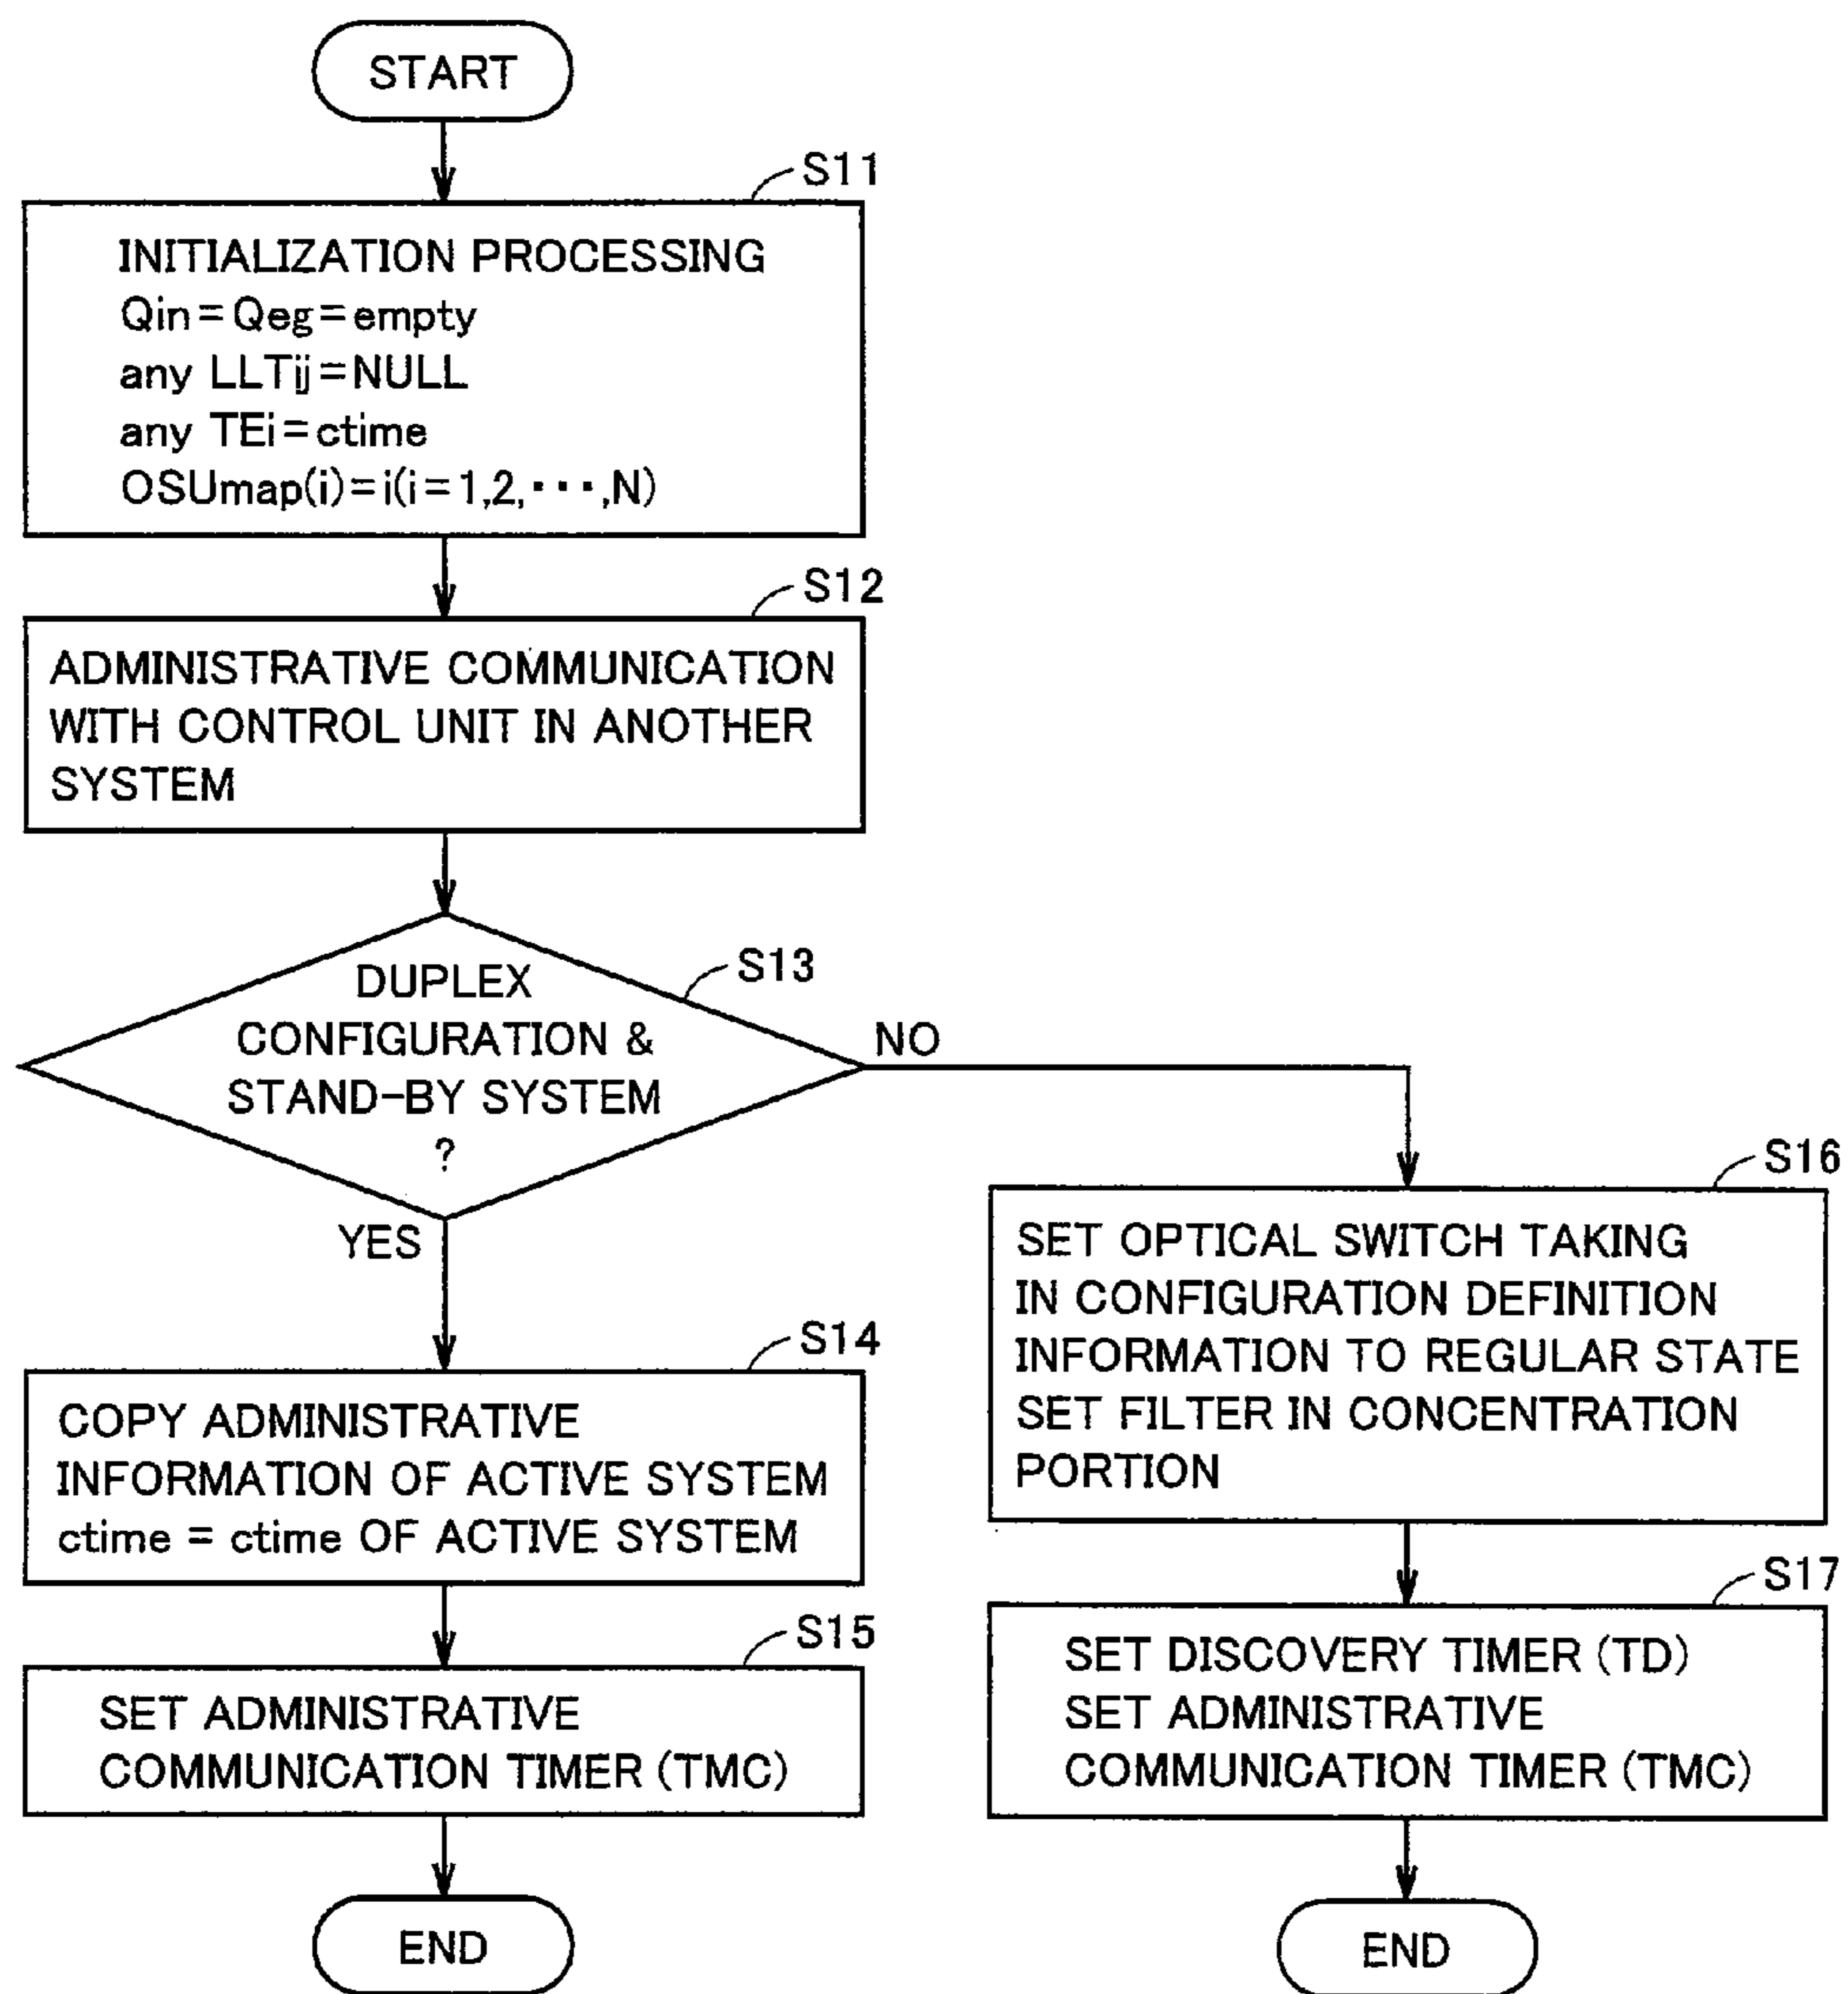 START
S11
INITIALIZATION PROCESSING
Qin=Qeg=empty
any LLTij=NULL
any TEi=ctime
OSUmap(i)=i(i=1,2,･･･,N)
S12
ADMINISTRATIVE COMMUNICATION
WITH CONTROL UNIT IN ANOTHER
SYSTEM
S13
DUPLEX
CONFIGURATION &
STAND-BY SYSTEM
?
NO
YES
S14
COPY ADMINISTRATIVE
INFORMATION OF ACTIVE SYSTEM
ctime = ctime OF ACTIVE SYSTEM
S15
SET ADMINISTRATIVE
COMMUNICATION TIMER (TMC)
END
S16
SET OPTICAL SWITCH TAKING
IN CONFIGURATION DEFINITION
INFORMATION TO REGULAR STATE
SET FILTER IN CONCENTRATION
PORTION
S17
SET DISCOVERY TIMER (TD)
SET ADMINISTRATIVE
COMMUNICATION TIMER (TMC)
END